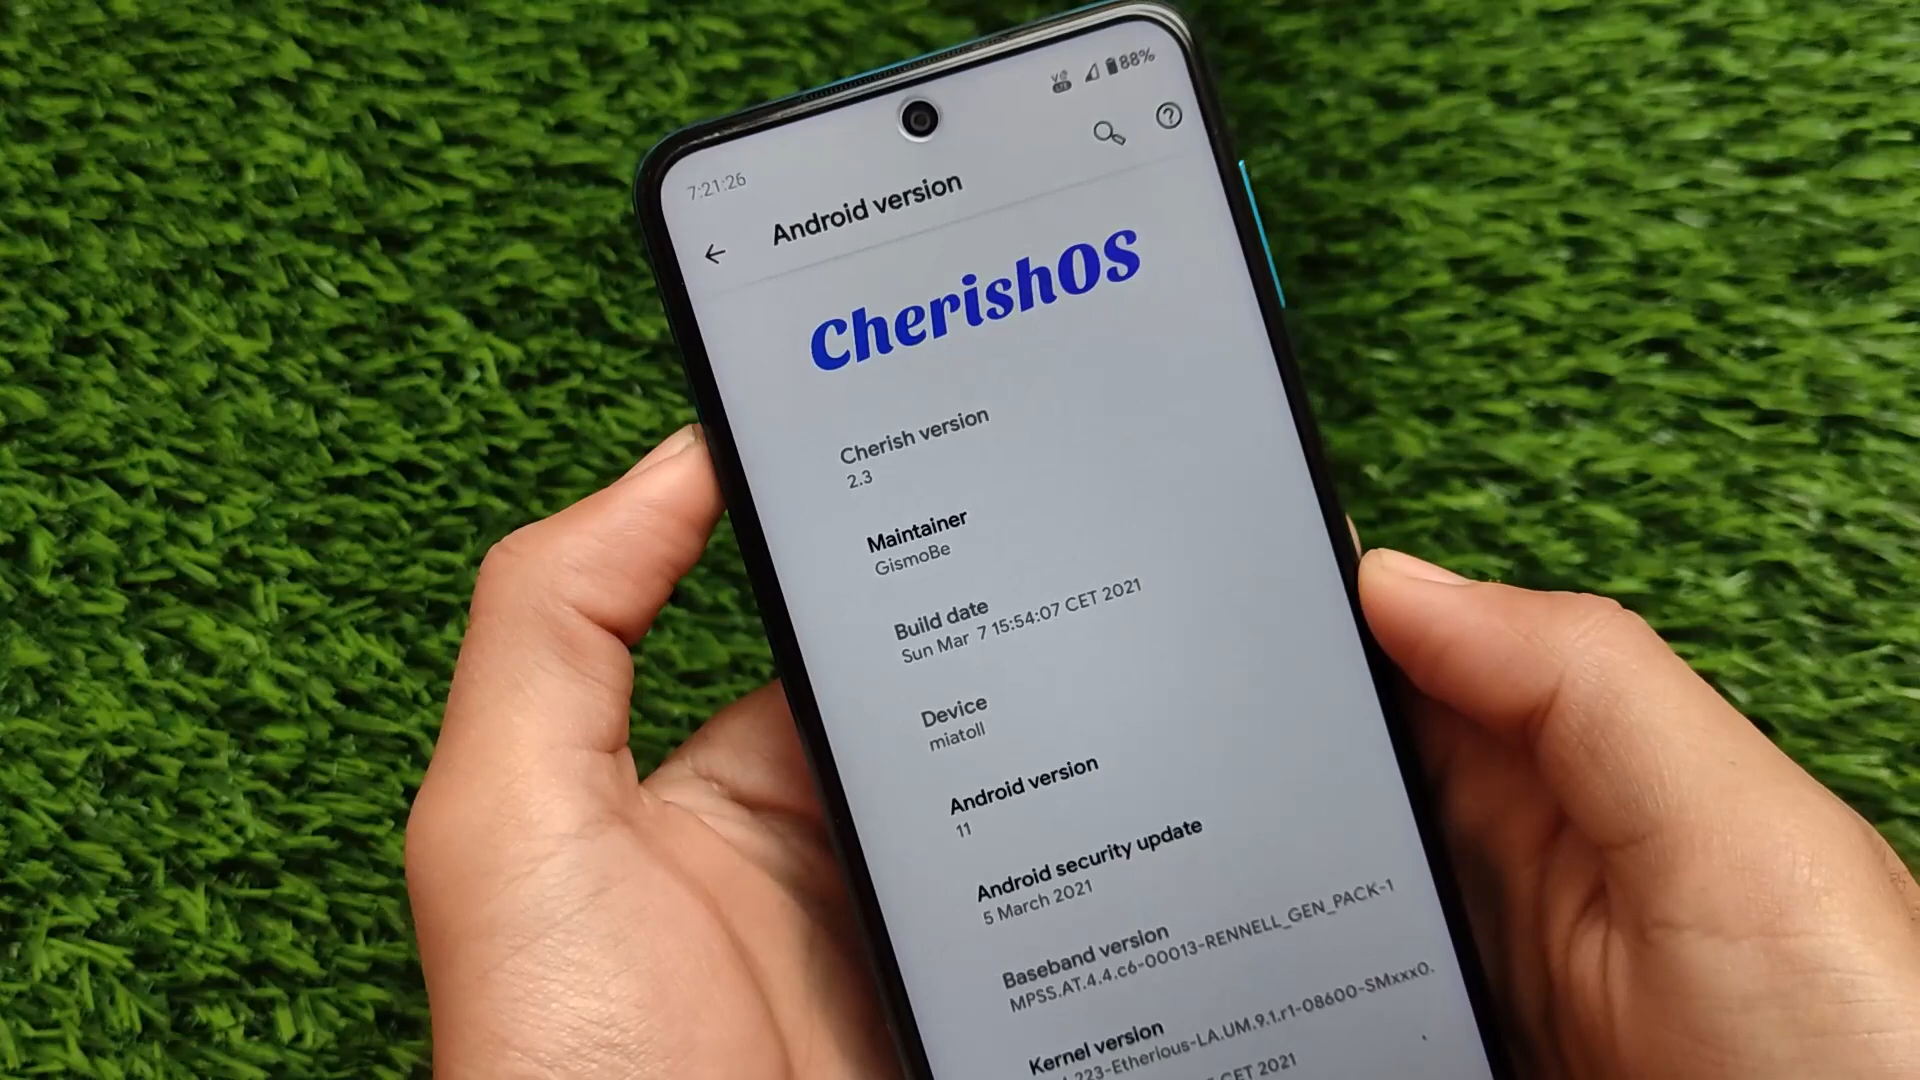 7:21:26
88%
Android version
CherishOS
Cherish version
2.3
Maintainer
GismoBe
Build date
Sun Mar 7 15:54:07 CET 2021
Device
miatoll
Android version
11
Android security update
5 March 2021
Baseband version
MPSS.AT.4.4.c6-00013-RENNELL_GEN_PACK-1
Kernel version
223-Etherious-LA.UM.9.1.r1-08600-SMxxx0.
CET 2021